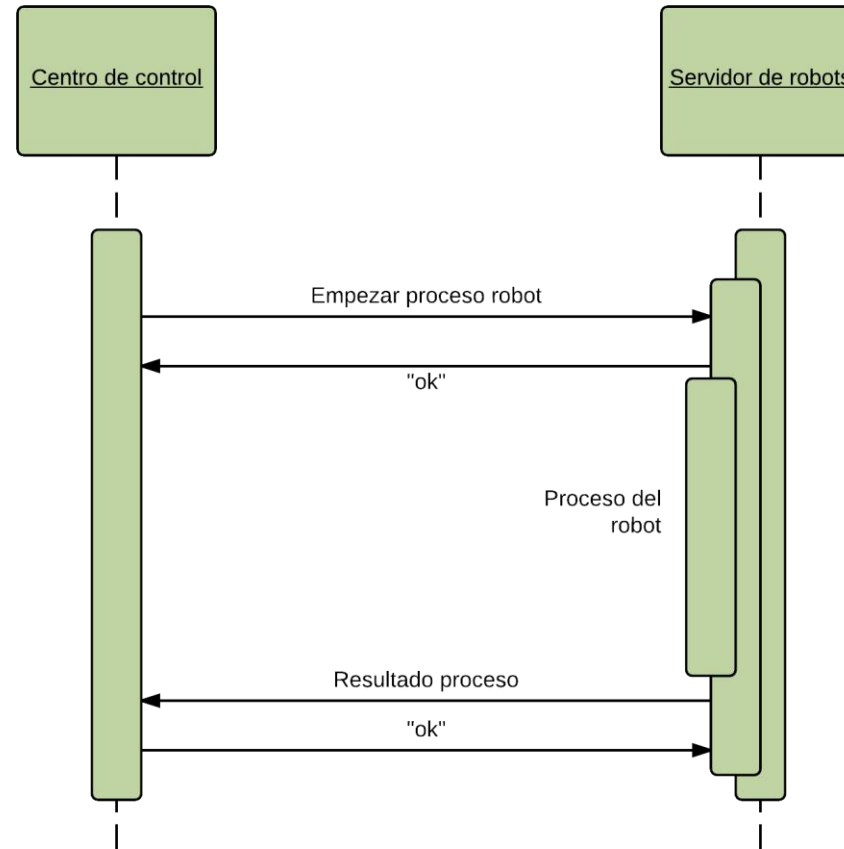 Centro de control
Servidor de robots
Empezar proceso robot
"ok"
Proceso del
robot
Resultado proceso
"ok"